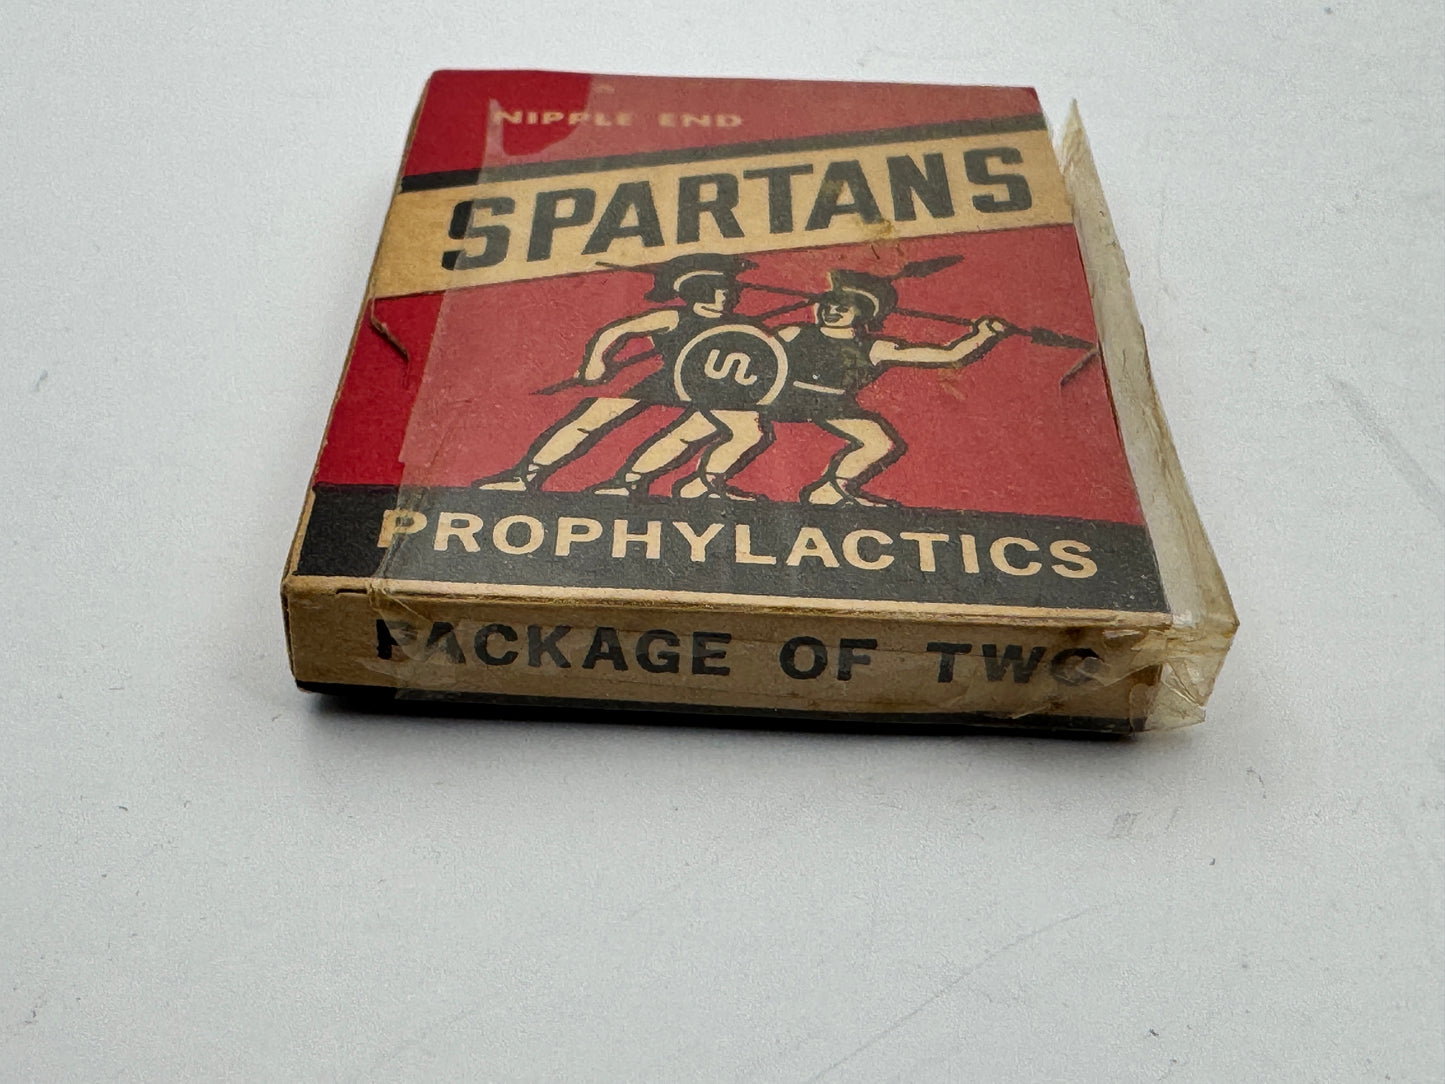 NIPPLE END
SPARTANS
S
PROPHYLACTICS
PACKAGE OF TWO